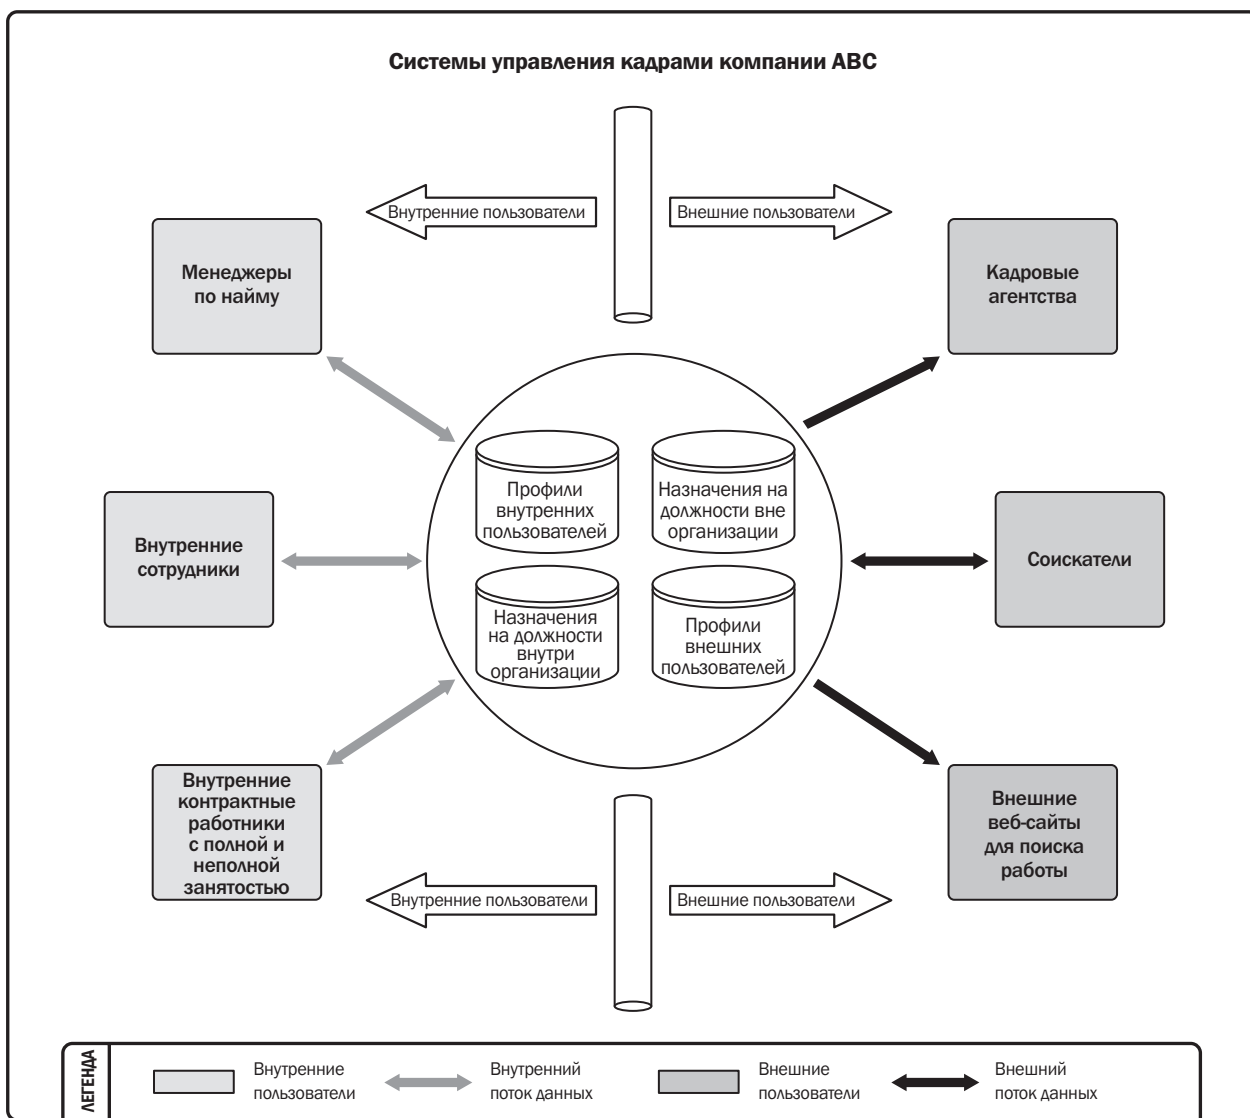 Системы управления кадрами компании ABC
Внутренние пользователи
Внешние пользователи
Менеджеры
по найму
Кадровые
агентства
Профили
внутренних
пользователей
Назначения на
должности вне
организации
Внутренние
сотрудники
Соискатели
Назначения
на должности
внутри
организации
Профили
внешних
пользователей
Внутренние
контрактные
работники
с полной и
неполной
занятостью
Внешние
веб-сайты
для поиска
работы
Внутренние пользователи
Внешние пользователи
ЛЕГЕНДА
Внутренние
пользователи
Внутренний
поток данных
Внешние
пользователи
Внешний
поток данных